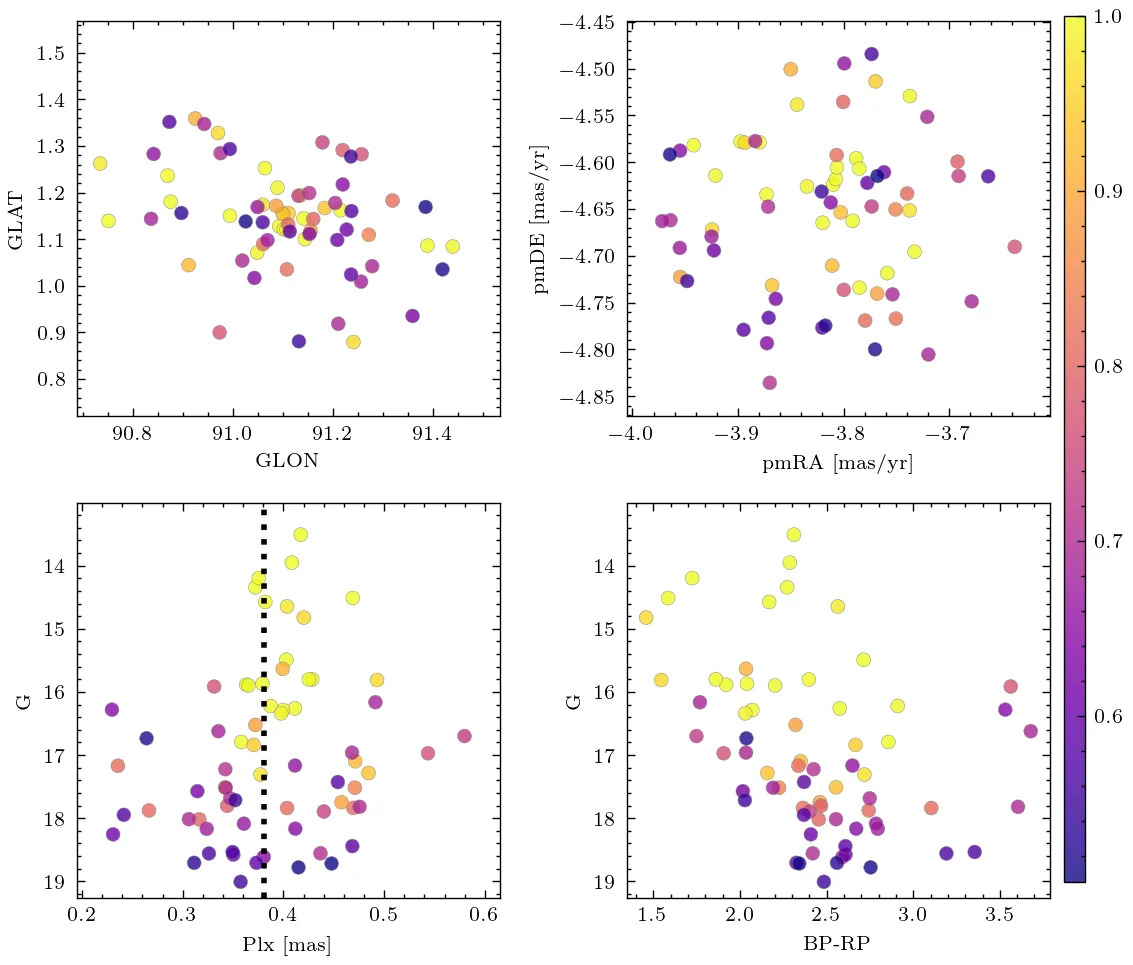 1.5
1.4
1.3
1.2
1.1
1.0
0.9
0.8
GLAT
90.8 91.0 91.2 91.4
GLON
−4.45
−4.50
−4.55
−4.60
−4.65
−4.70
−4.75
−4.80
−4.85
pmDE [mas/yr]
−4.0 −3.9 −3.8 −3.7
pmRA [mas/yr]
1.0
0.9
0.8
0.7
0.6
14
15
16
17
18
19
G
0.2 0.3 0.4 0.5 0.6
Plx [mas]
14
15
16
17
18
19
G
1.5 2.0 2.5 3.0 3.5
BP-RP